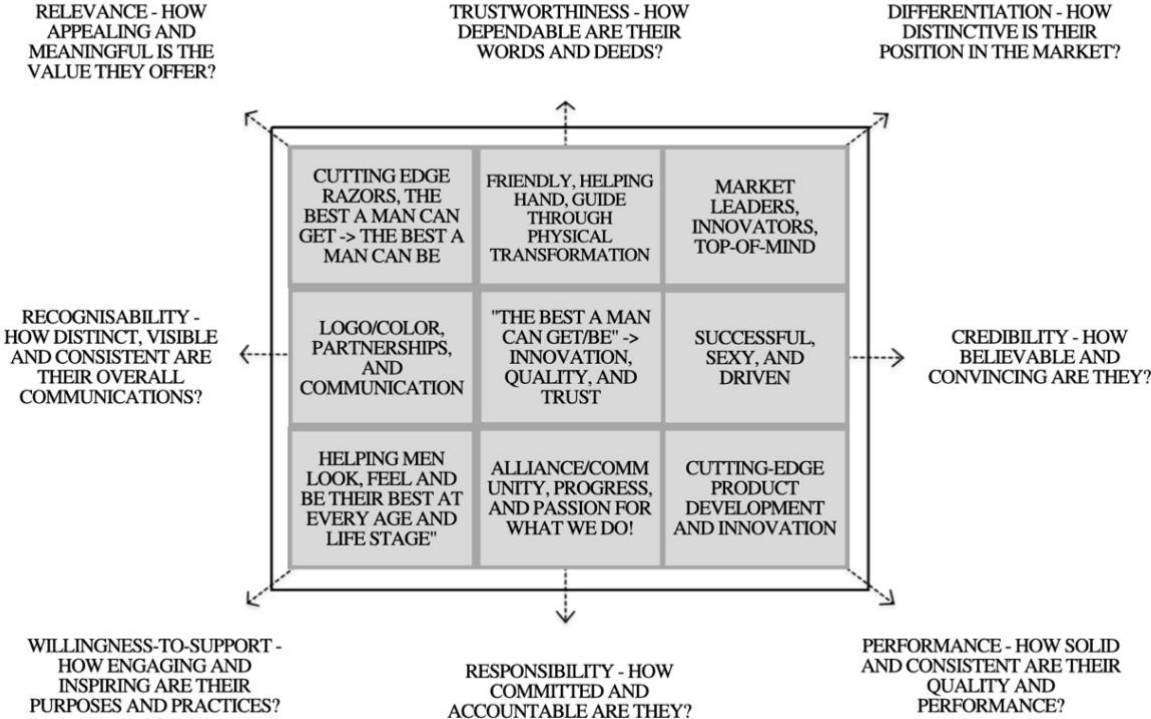 RELEVANCE - HOW
APPEALING AND
MEANINGFUL IS THE
VALUE THEY OFFER?
TRUSTWORTHINESS - HOW
DEPENDABLE ARE THEIR
WORDS AND DEEDS?
DIFFERENTIATION - HOW
DISTINCTIVE IS THEIR
POSITION IN THE MARKET?
CUTTING EDGE
RAZORS, THE
BEST A MAN CAN
GET -> THE BEST A
MAN CAN BE
FRIENDLY, HELPING
HAND, GUIDE
THROUGH
PHYSICAL
TRANSFORMATION
MARKET
LEADERS,
INNOVATORS,
TOP-OF-MIND
RECOGNISABILITY -
HOW DISTINCT, VISIBLE
AND CONSISTENT ARE
THEIR OVERALL
COMMUNICATIONS?
LOGO/COLOR,
PARTNERSHIPS,
AND
COMMUNICATION
"THE BEST A MAN
CAN GET/BE" ->
INNOVATION,
QUALITY, AND
TRUST
SUCCESSFUL,
SEXY, AND
DRIVEN
CREDIBILITY - HOW
BELIEVABLE AND
CONVINCING ARE THEY?
HELPING MEN
LOOK, FEEL AND
BE THEIR BEST AT
EVERY AGE AND
LIFE STAGE"
ALLIANCE/COMM
UNITY, PROGRESS,
AND PASSION FOR
WHAT WE DO!
CUTTING-EDGE
PRODUCT
DEVELOPMENT
AND INNOVATION
WILLINGNESS-TO-SUPPORT -
HOW ENGAGING AND
INSPIRING ARE THEIR
PURPOSES AND PRACTICES?
RESPONSIBILITY - HOW
COMMITTED AND
ACCOUNTABLE ARE THEY?
PERFORMANCE - HOW SOLID
AND CONSISTENT ARE THEIR
QUALITY AND
PERFORMANCE?